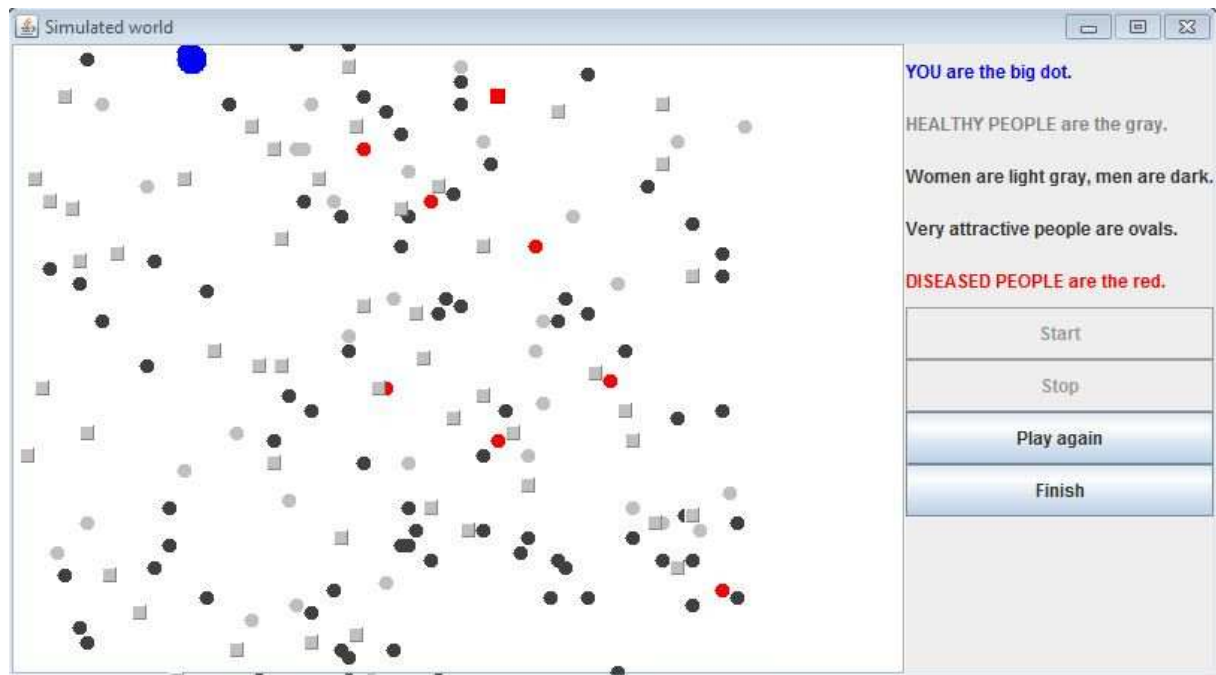 Simulated world
YOU are the big dot.
HEALTHY PEOPLE are the gray.
Women are light gray, men are dark.
Very attractive people are ovals.
DISEASED PEOPLE are the red.
Start
Stop
Play again
Finish